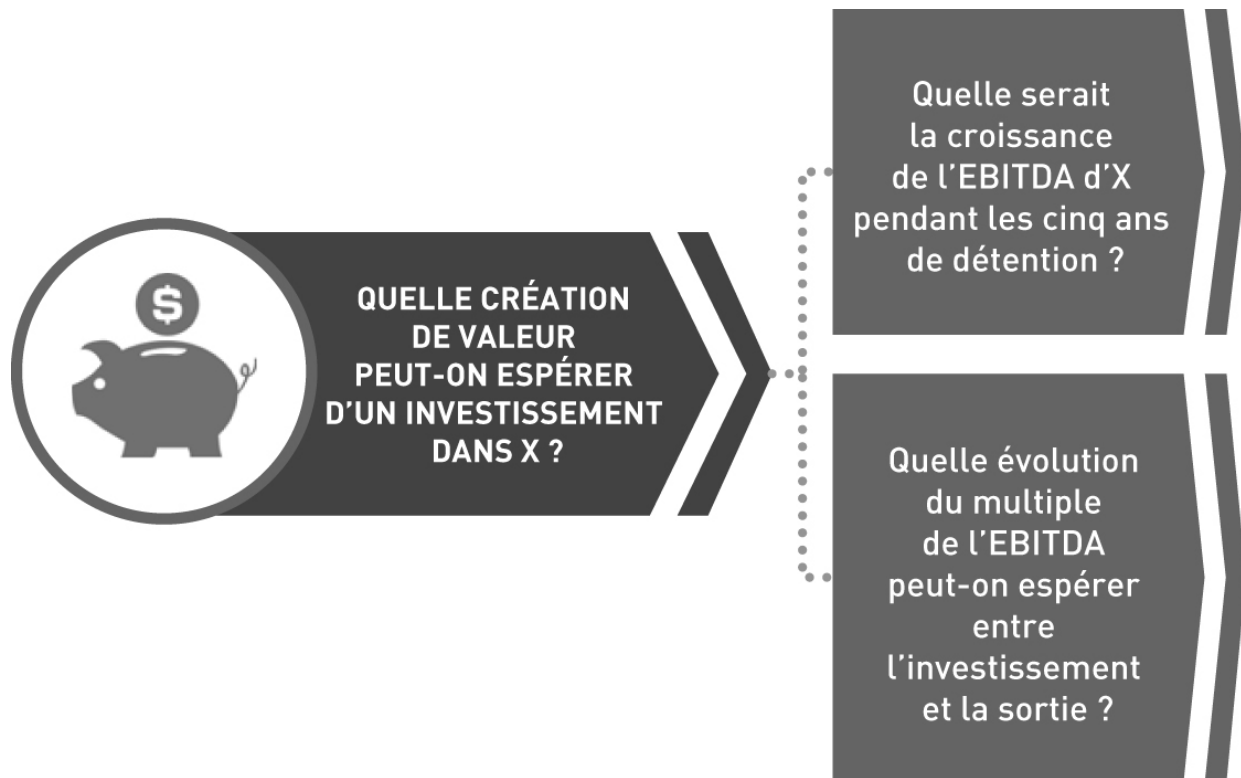 $
QUELLE CRÉATION
DE VALEUR
PEUT-ON ESPÉRER
D'UN INVESTISSEMENT
DANS X ?
Quelle serait
la croissance
de l'EBITDA d'X
pendant les cinq ans
de détention ?
Quelle évolution
du multiple
de l'EBITDA
peut-on espérer
entre
l'investissement
et la sortie ?